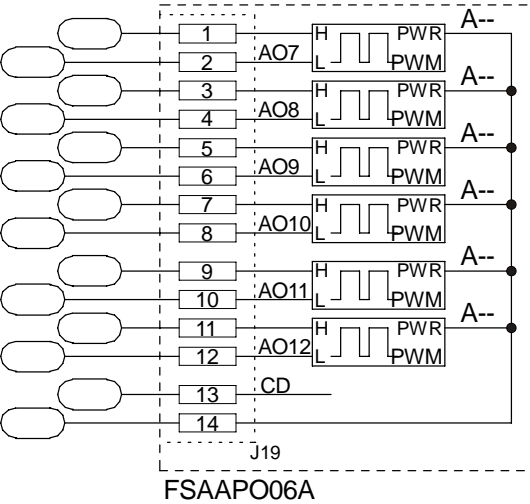 A--
1 H PWR
2 AO7 L PWM
A--
3 H PWR
4 AO8 L PWM
A--
5 H PWR
6 AO9 L PWM
A--
7 H PWR
8 AO10 L PWM
A--
9 H PWR
10 AO11 L PWM
A--
11 H PWR
12 AO12 L PWM
13 CD
14
J19
FSAAPO06A